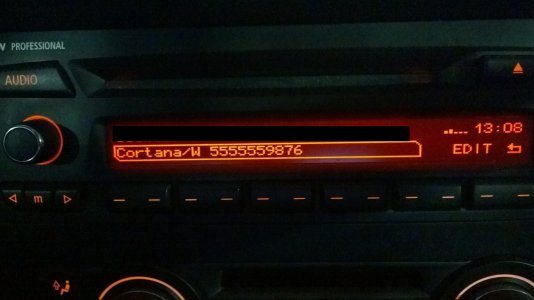 PROFESSIONAL
AUDIO
13:08
Cortana/W 5555559876
EDIT
m